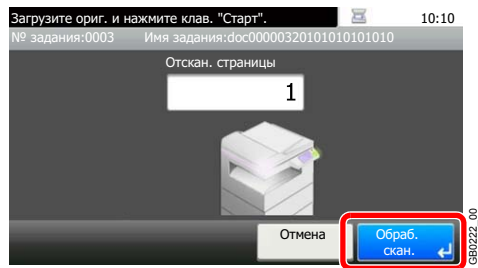 Загрузите ориг. и нажмите клав. "Старт". 10:10
№ задания:0003 Имя задания:doc00000320101010101010
Отскан. страницы
1
Отмена
Обраб.
скан.
GB0222_00